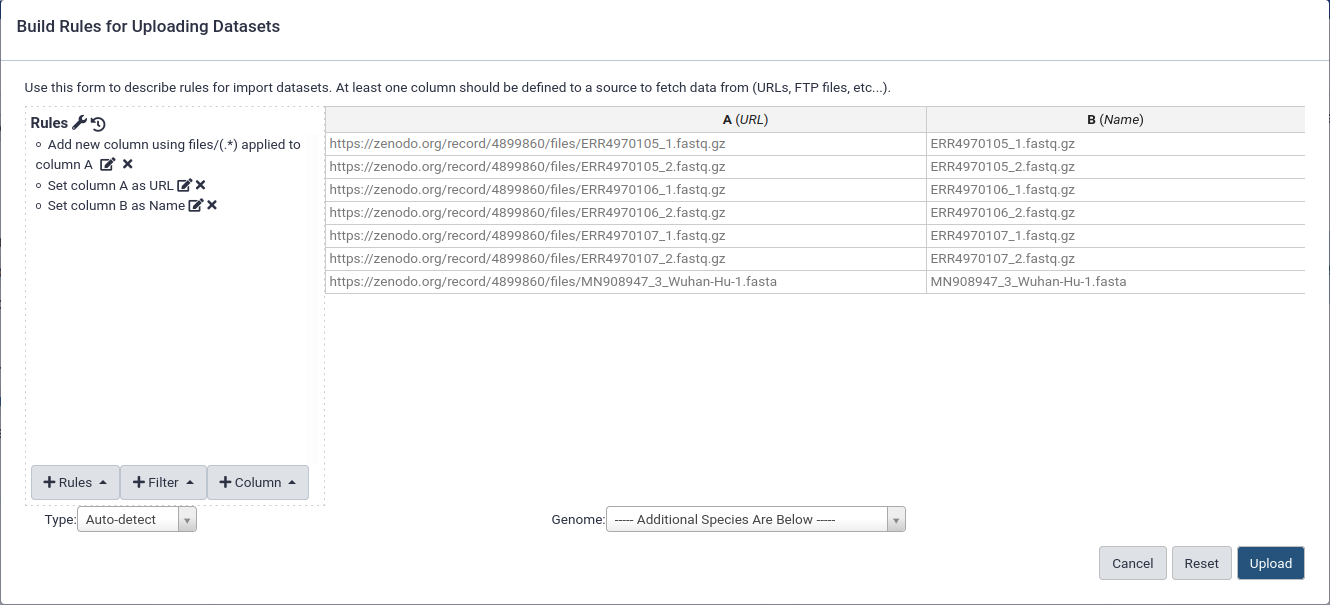 Build Rules for Uploading Datasets
Use this form to describe rules for import datasets. At least one column should be defined to a source to fetch data from (URLs, FTP files, etc...).
Rules
Add new column using files/(.*) applied to
column A
Set column A as URL
Set column B as Name
A (URL) B (Name)
https://zenodo.org/record/4899860/files/ERR4970105_1.fastq.gz ERR4970105_1.fastq.gz
https://zenodo.org/record/4899860/files/ERR4970105_2.fastq.gz ERR4970105_2.fastq.gz
https://zenodo.org/record/4899860/files/ERR4970106_1.fastq.gz ERR4970106_1.fastq.gz
https://zenodo.org/record/4899860/files/ERR4970106_2.fastq.gz ERR4970106_2.fastq.gz
https://zenodo.org/record/4899860/files/ERR4970107_1.fastq.gz ERR4970107_1.fastq.gz
https://zenodo.org/record/4899860/files/ERR4970107_2.fastq.gz ERR4970107_2.fastq.gz
https://zenodo.org/record/4899860/files/MN908947_3_Wuhan-Hu-1.fasta MN908947_3_Wuhan-Hu-1.fasta
+ Rules + Filter + Column
Type: Auto-detect Genome: ----- Additional Species Are Below -----
Cancel Reset Upload